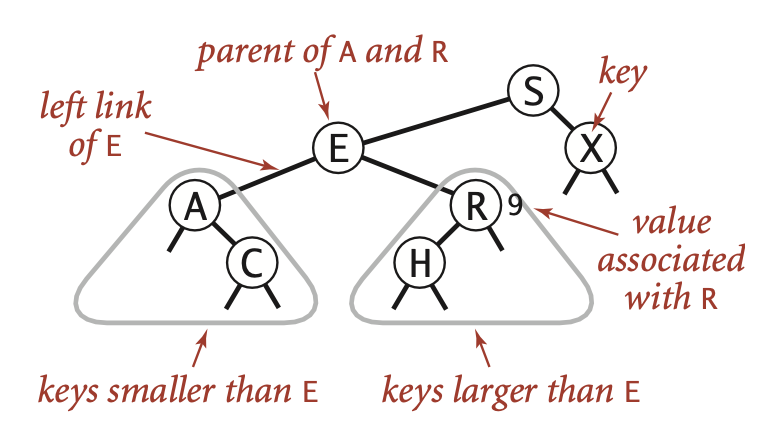 parent of A and R
key
left link
of E
S
E
X
A
R 9
C
H
value
associated
with R
keys smaller than E
keys larger than E